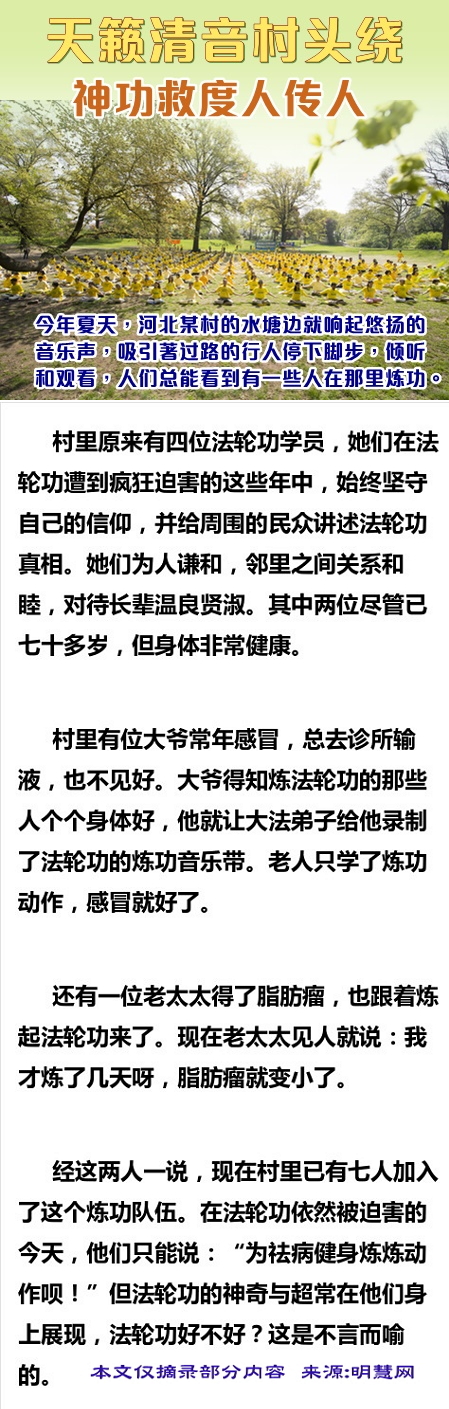 天籁清音村头绕
神功救度人传人
今年夏天，河北某村的水塘边就响起悠扬的
音乐声，吸引著过路的行人停下脚步，倾听
和观看，人们总能看到有一些人在那里炼功。
村里原来有四位法轮功学员，她们在法
轮功遭到疯狂迫害的这些年中，始终坚守
自己的信仰，并给周围的民众讲述法轮功
真相。她们为人谦和，邻里之间关系和
睦，对待长辈温良贤淑。其中两位尽管已
七十多岁，但身体非常健康。
村里有位大爷常年感冒，总去诊所输
液，也不见好。大爷得知炼法轮功的那些
人个个身体好，他就让大法弟子给他录制
了法轮功的炼功音乐带。老人只学了炼功
动作，感冒就好了。
还有一位老太太得了脂肪瘤，也跟着炼
起法轮功来了。现在老太太见人就说：我
才炼了几天呀，脂肪瘤就变小了。
经这两人一说，现在村里已有七人加入
了这个炼功队伍。在法轮功依然被迫害的
今天，他们只能说：“为祛病健身炼炼动
作呗！”但法轮功的神奇与超常在他们身
上展现，法轮功好不好？这是不言而喻
的。 本文仅摘录部分内容 来源:明慧网